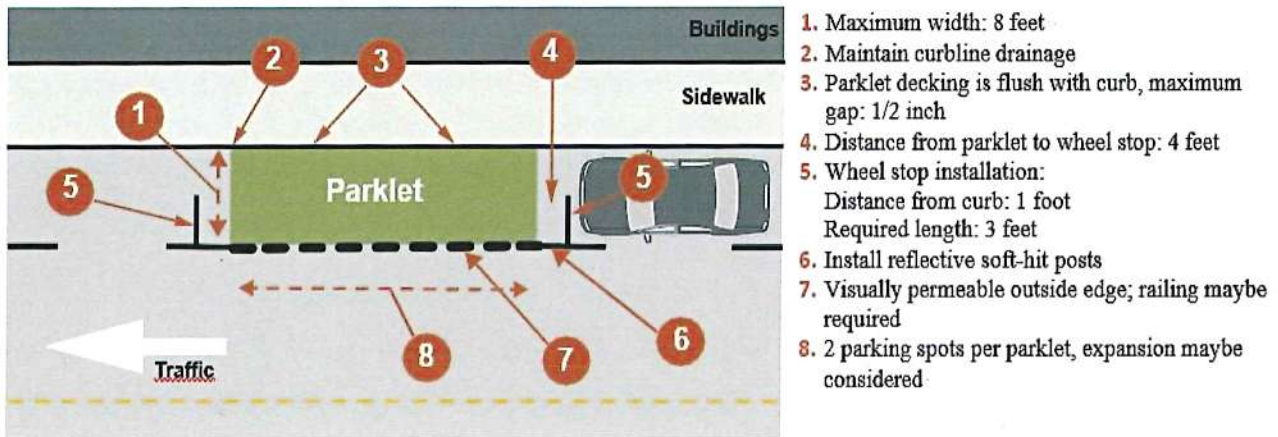 Buildings
Sidewalk
2
3
4
1
5
5
Parklet
8
7
6
Traffic
1. Maximum width: 8 feet
2. Maintain curbline drainage
3. Parklet decking is flush with curb, maximum
gap: 1/2 inch
4. Distance from parklet to wheel stop: 4 feet
5. Wheel stop installation:
Distance from curb: 1 foot
Required length: 3 feet
6. Install reflective soft-hit posts
7. Visually permeable outside edge; railing maybe
required
8. 2 parking spots per parklet, expansion maybe
considered